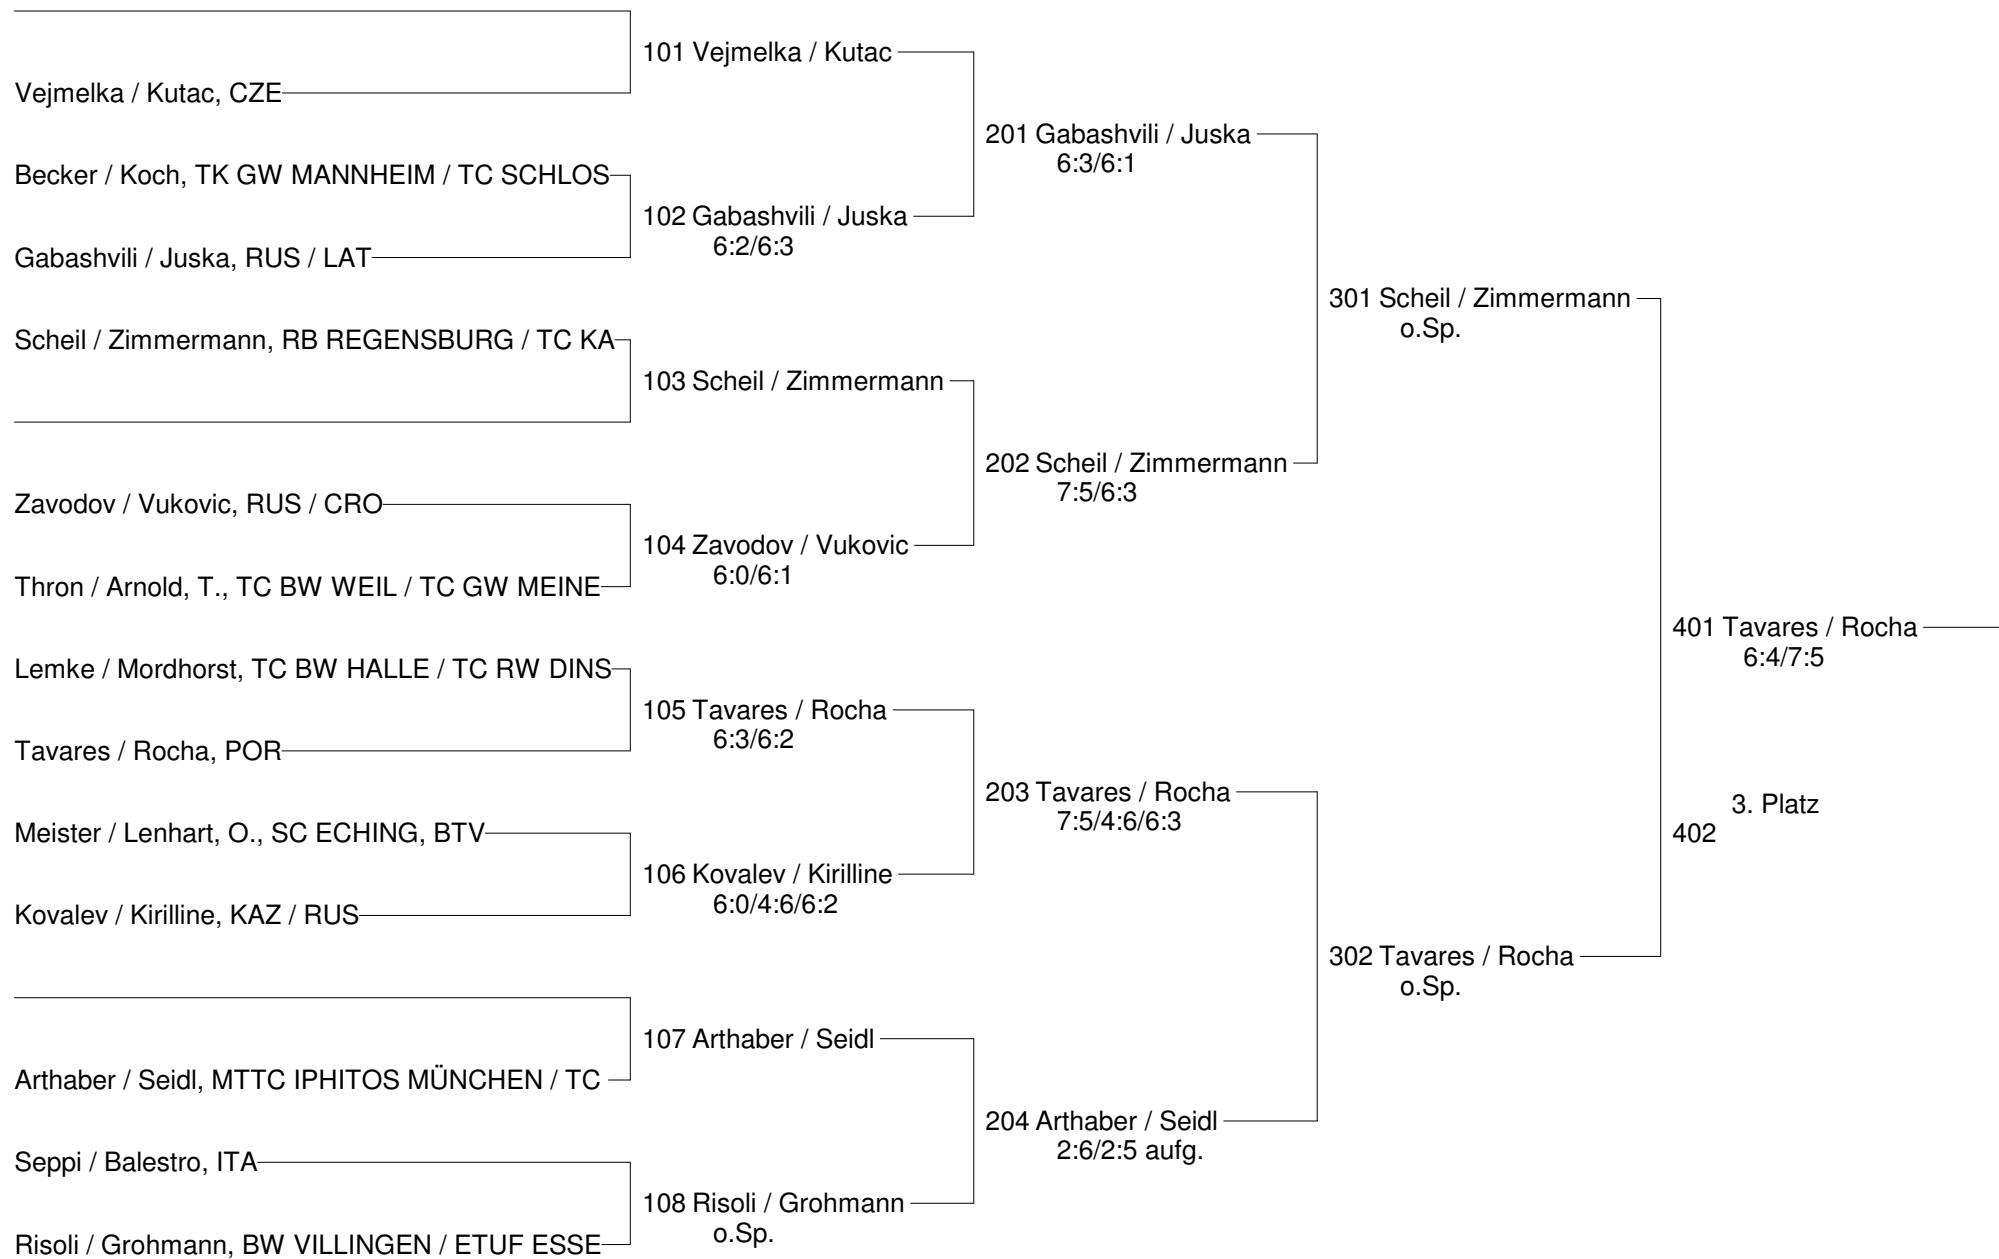 Vejmelka / Kutac, CZE
Becker / Koch, TK GW MANNHEIM / TC SCHLOS
Gabashvili / Juska, RUS / LAT
Scheil / Zimmermann, RB REGENSBURG / TC KA
Zavodov / Vukovic, RUS / CRO
Thron / Arnold, T., TC BW WEIL / TC GW MEINE
Lemke / Mordhorst, TC BW HALLE / TC RW DINS
Tavares / Rocha, POR
Meister / Lenhart, O., SC ECHING, BTV
Kovalev / Kirilline, KAZ / RUS
Arthaber / Seidl, MTTC IPHITOS MÜNCHEN / TC
Seppi / Balestro, ITA
Risoli / Grohmann, BW VILLINGEN / ETUF ESSE
101 Vejmelka / Kutac
102 Gabashvili / Juska
6:2/6:3
103 Scheil / Zimmermann
104 Zavodov / Vukovic
6:0/6:1
105 Tavares / Rocha
6:3/6:2
106 Kovalev / Kirilline
6:0/4:6/6:2
107 Arthaber / Seidl
108 Risoli / Grohmann
o.Sp.
201 Gabashvili / Juska
6:3/6:1
202 Scheil / Zimmermann
7:5/6:3
203 Tavares / Rocha
7:5/4:6/6:3
204 Arthaber / Seidl
2:6/2:5 aufg.
301 Scheil / Zimmermann
o.Sp.
302 Tavares / Rocha
o.Sp.
401 Tavares / Rocha
6:4/7:5
3. Platz
402